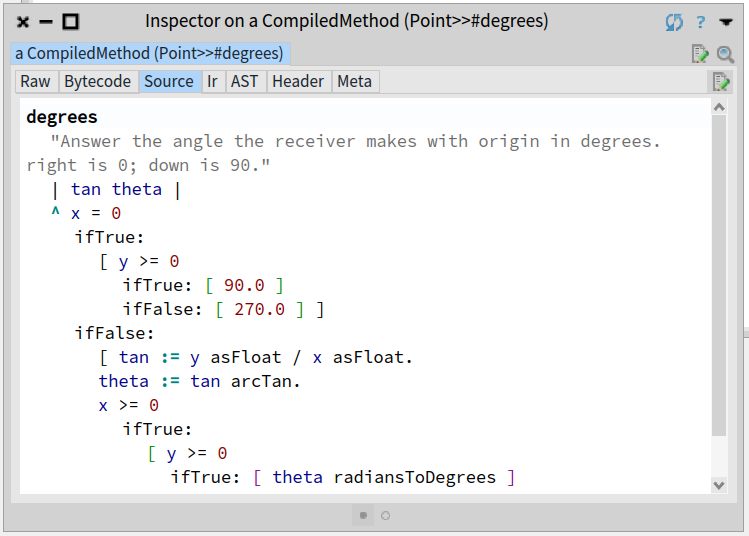 Inspector on a CompiledMethod (Point>>#degrees)
?
a CompiledMethod (Point>>#degrees)
Raw Bytecode Source Ir AST Header Meta
degrees
"Answer the angle the receiver makes with origin in degrees.
right is 0; down is 90."
| tan theta |
^ x = 0
ifTrue:
[ y >= 0
ifTrue: [ 90.0 ]
ifFalse: [ 270.0 ] ]
ifFalse:
[ tan := y asFloat / x asFloat.
theta := tan arcTan.
x >= 0
ifTrue:
[ y >= 0
ifTrue: [ theta radiansToDegrees ]